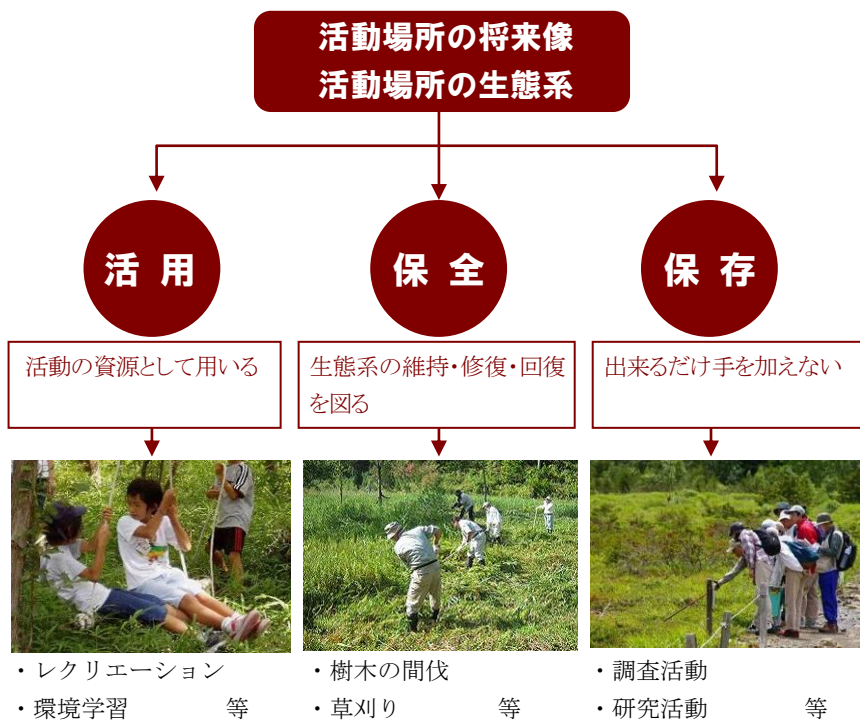 活動場所の将来像
活動場所の生態系
活用
保全
保存
活動の資源として用いる
生態系の維持・修復・回復
を図る
出来るだけ手を加えない
・レクリエーション
・環境学習 等
・樹木の間伐
・草刈り 等
・調査活動
・研究活動 等